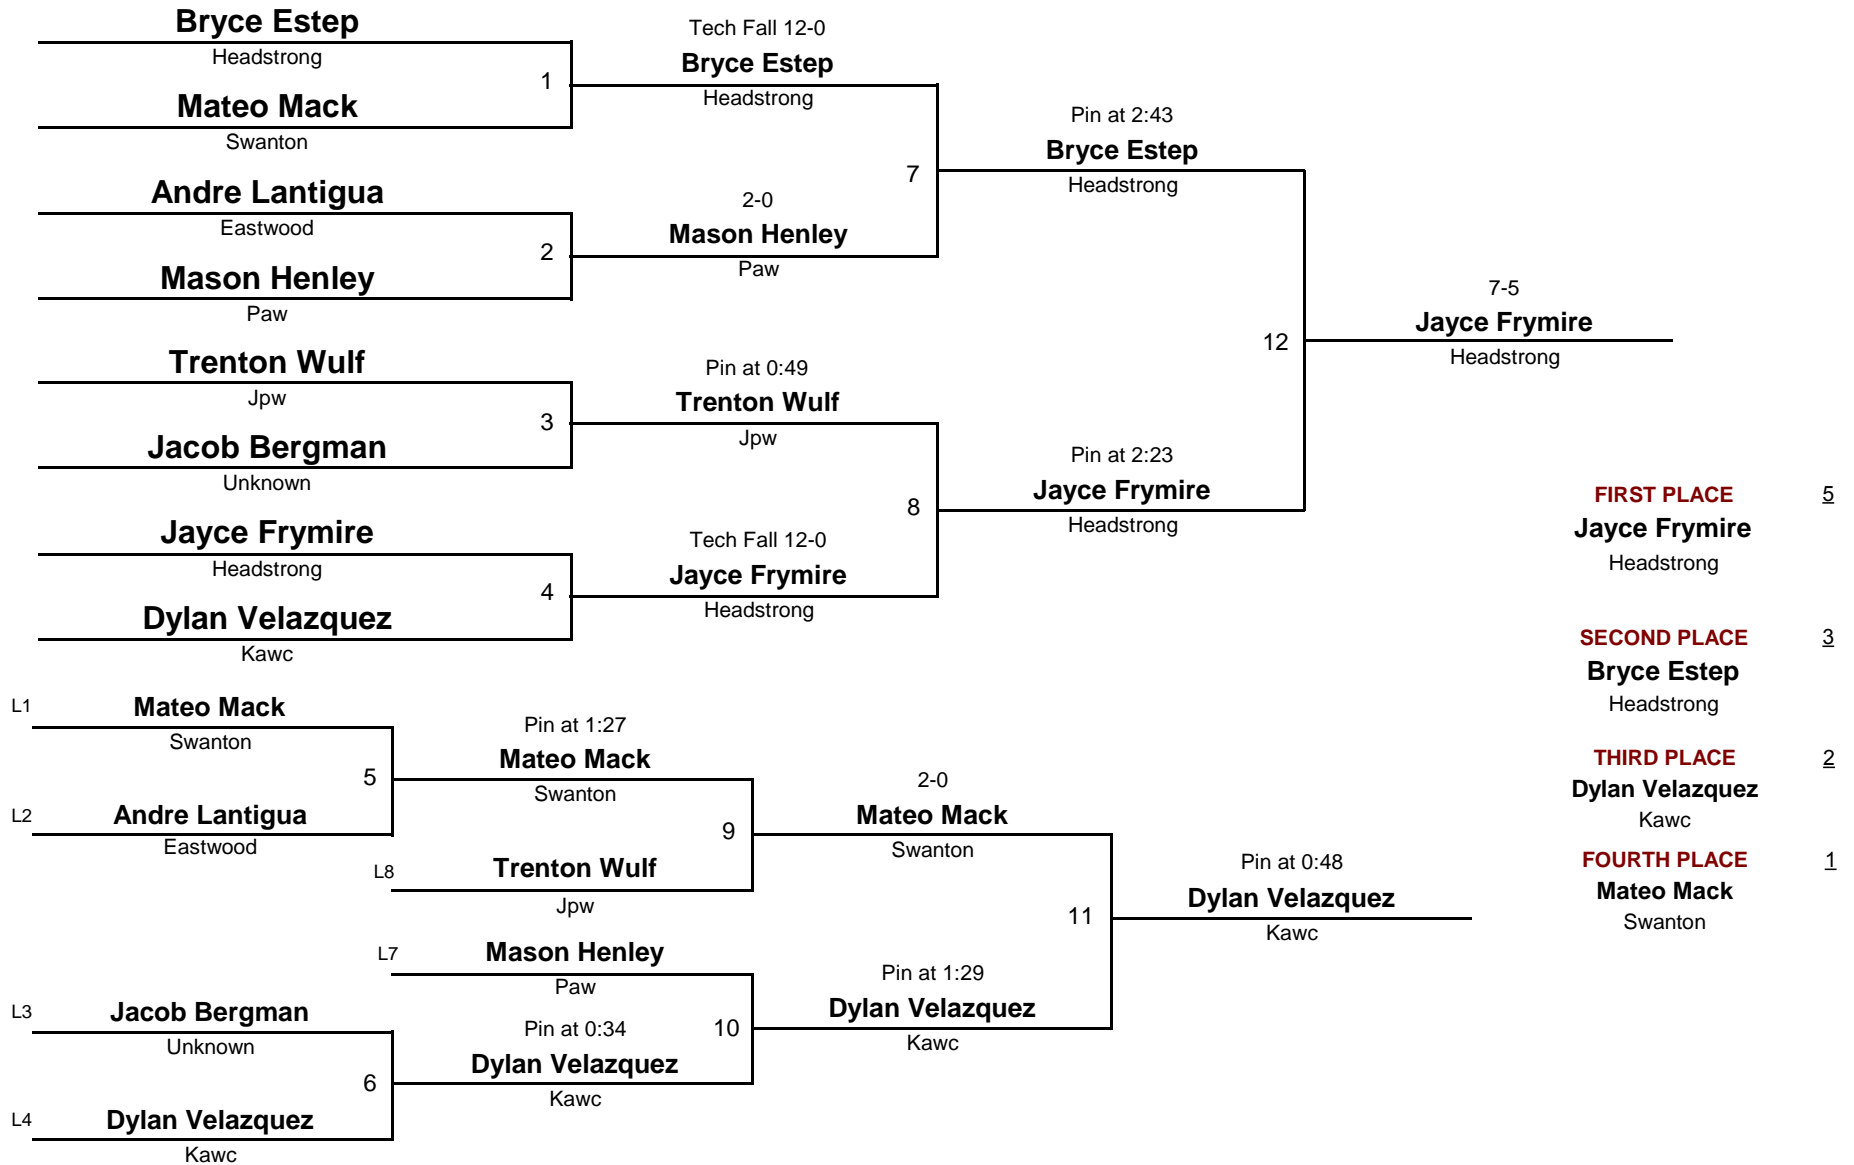 Bryce Estep
Headstrong
1
Mateo Mack
Swanton
Andre Lantigua
Eastwood
2
Mason Henley
Paw
Trenton Wulf
Jpw
3
Jacob Bergman
Unknown
Jayce Frymire
Headstrong
4
Dylan Velazquez
Kawc
Tech Fall 12-0
Bryce Estep
Headstrong
7
2-0
Mason Henley
Paw
Pin at 0:49
Trenton Wulf
Jpw
8
Tech Fall 12-0
Jayce Frymire
Headstrong
Pin at 2:43
Bryce Estep
Headstrong
12
Pin at 2:23
Jayce Frymire
Headstrong
7-5
Jayce Frymire
Headstrong
L1 Mateo Mack
Swanton
5
L2 Andre Lantigua
Eastwood
L3 Jacob Bergman
Unknown
6
L4 Dylan Velazquez
Kawc
Pin at 1:27
Mateo Mack
Swanton
9
L8 Trenton Wulf
Jpw
L7 Mason Henley
Paw
10
Pin at 0:34
Dylan Velazquez
Kawc
2-0
Mateo Mack
Swanton
11
Pin at 1:29
Dylan Velazquez
Kawc
Pin at 0:48
Dylan Velazquez
Kawc
FIRST PLACE 5
Jayce Frymire
Headstrong
SECOND PLACE 3
Bryce Estep
Headstrong
THIRD PLACE 2
Dylan Velazquez
Kawc
FOURTH PLACE 1
Mateo Mack
Swanton